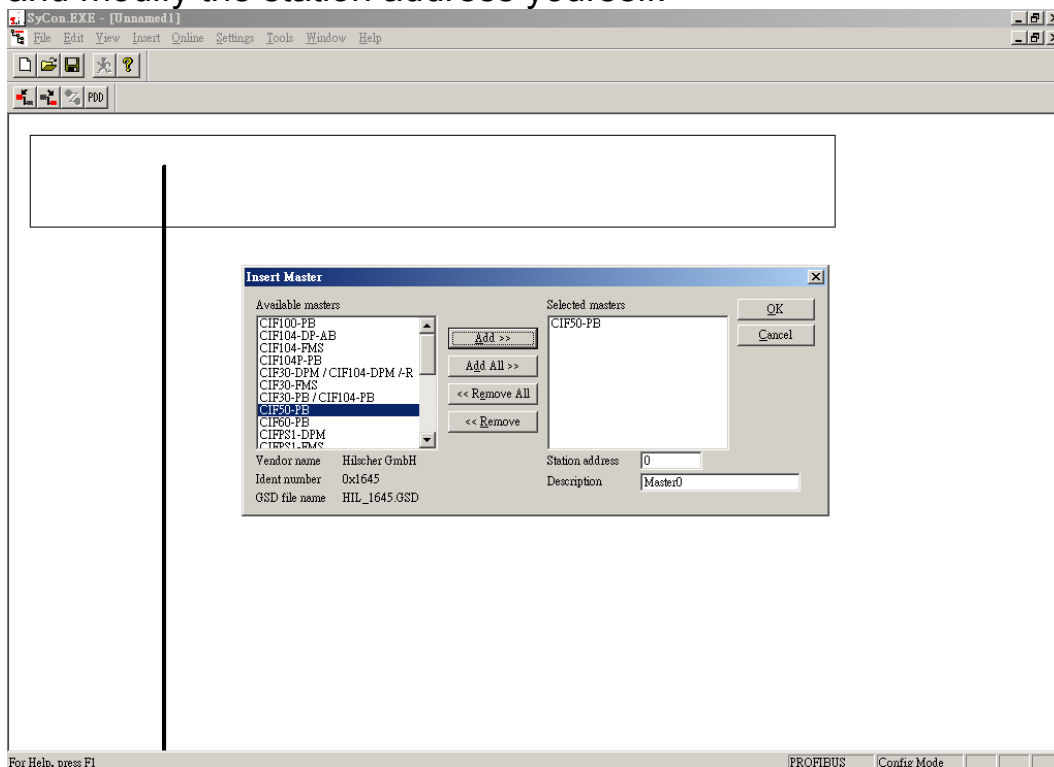 and modify the station address yourself.
SyCon.EXE - [Unnamed1]
File Edit View Insert Online Settings Tools Window Help
PDD
Insert Master
Available masters
CIF100-PB
CIF104-DP-AB
CIF104-FMS
CIF104P-PB
CIF30-DPM / CIF104-DPM /-R
CIF30-FMS
CIF30-PB / CIF104-PB
CIF50-PB
CIF60-PB
CIFPS1-DPM
CIFPS1-FMS
Add >>
Add All >>
<< Remove All
<< Remove
Selected masters
CIF50-PB
OK
Cancel
Vendor name Hilscher GmbH
Ident number 0x1645
GSD file name HIL_1645.GSD
Station address 0
Description Master0
For Help, press F1
PROFIBUS Config Mode